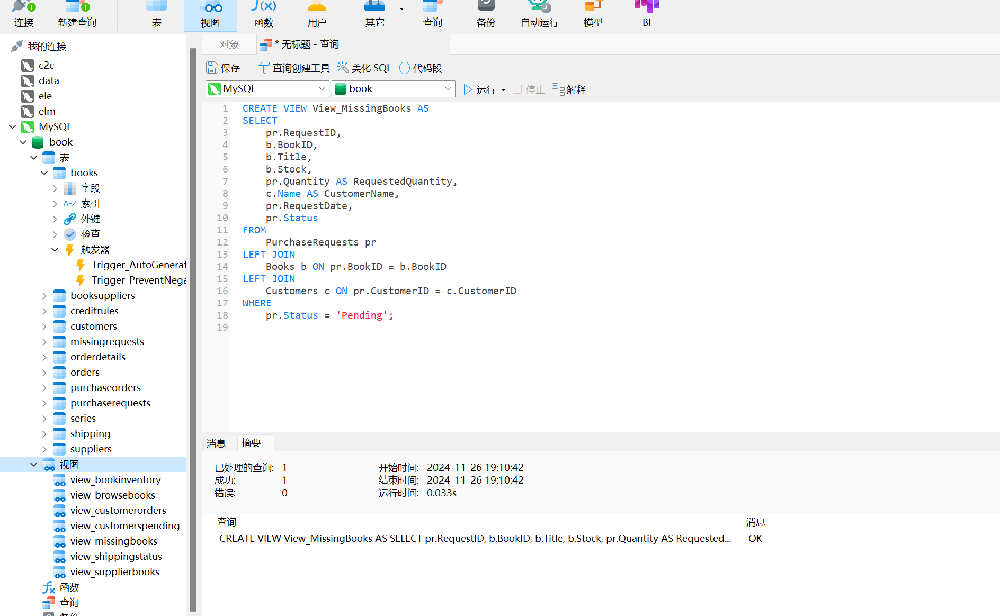 连接 新建查询 表 视图 函数 用户 其它 查询 备份 自动运行 模型 BI
我的连接
c2c
data
ele
elm
MySQL
book
表
books
字段
A-Z 索引
外键
检查
触发器
Trigger_AutoGenerat
Trigger_PreventNega
booksuppliers
creditrules
customers
missingrequests
orderdetails
orders
purchaseorders
purchaserequests
series
shipping
suppliers
视图
view_bookinventory
view_browsebooks
view_customerorders
view_customerspending
view_missingbooks
view_shippingstatus
view_supplierbooks
函数
查询
对象 * 无标题 - 查询
保存 查询创建工具 美化 SQL 代码段
MySQL book 运行 停止 解释
1 CREATE VIEW View_MissingBooks AS
2 SELECT
3 pr.RequestID,
4 b.BookID,
5 b.Title,
6 b.Stock,
7 pr.Quantity AS RequestedQuantity,
8 c.Name AS CustomerName,
9 pr.RequestDate,
10 pr.Status
11 FROM
12 PurchaseRequests pr
13 LEFT JOIN
14 Books b ON pr.BookID = b.BookID
15 LEFT JOIN
16 Customers c ON pr.CustomerID = c.CustomerID
17 WHERE
18 pr.Status = 'Pending';
19
消息 摘要
已处理的查询: 1 开始时间: 2024-11-26 19:10:42
成功: 1 结束时间: 2024-11-26 19:10:42
错误: 0 运行时间: 0.033s
查询 消息
CREATE VIEW View_MissingBooks AS SELECT pr.RequestID, b.BookID, b.Title, b.Stock, pr.Quantity AS Requested... OK